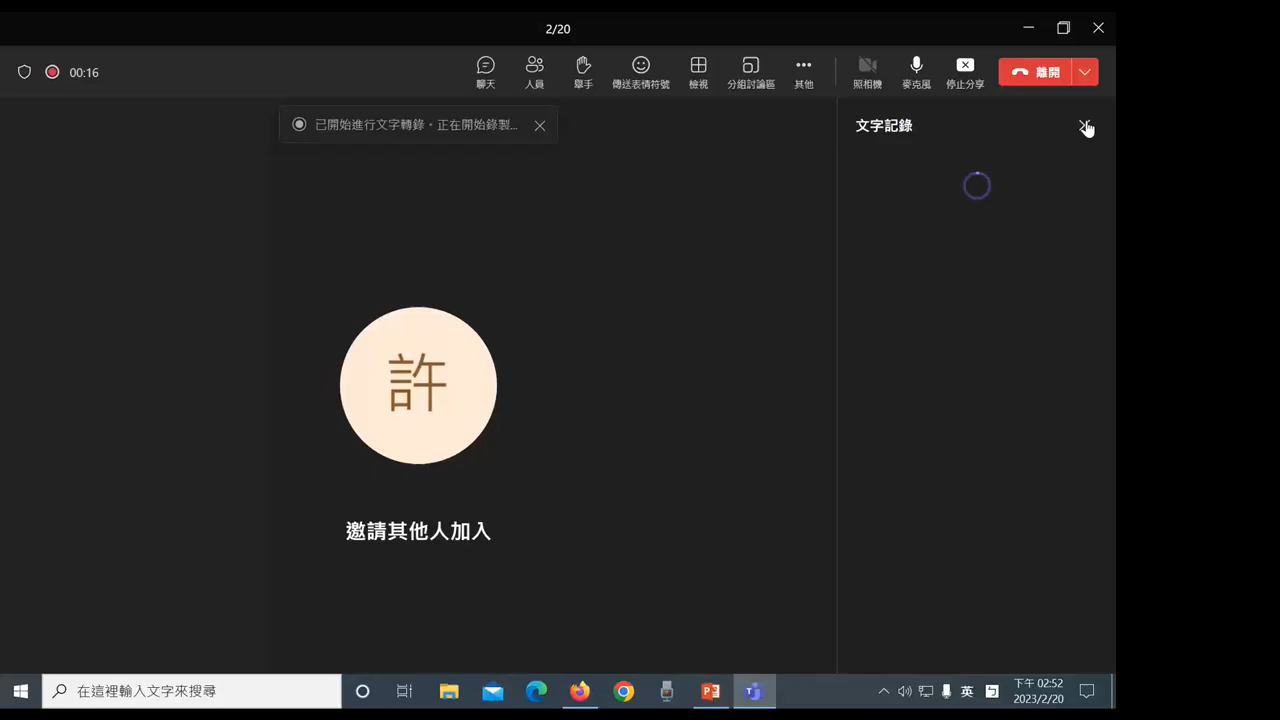 2/20
00:16
聊天
人員
舉手
傳送表情符號
檢視
分組討論區
其他
照相機
麥克風
停止分享
離開
已開始進行文字轉錄。正在開始錄製...
文字記錄
許
邀請其他人加入
在這裡輸入文字來搜尋
英
下午 02:52
2023/2/20